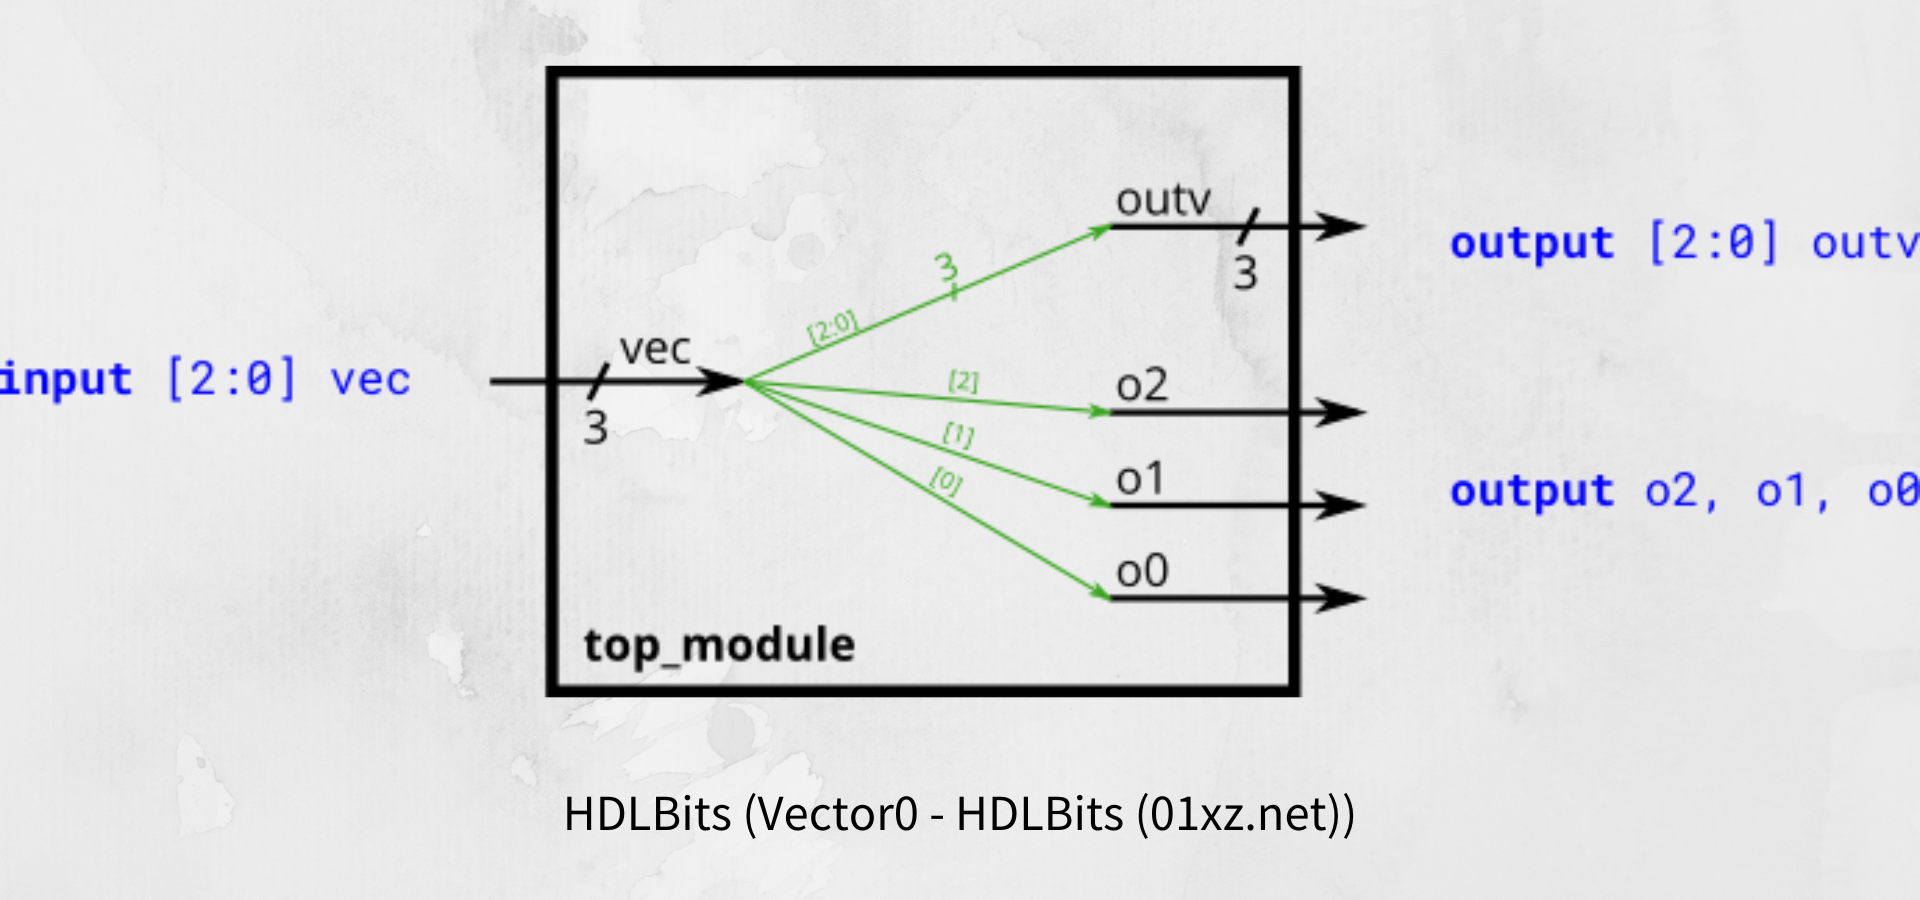 outv
3
output [2:0] outv
3
[2:0]
vec
input [2:0] vec
3
[2]
o2
[1]
o1
output o2, o1, o0
[0]
o0
top_module
HDLBits (Vector0 - HDLBits (01xz.net))